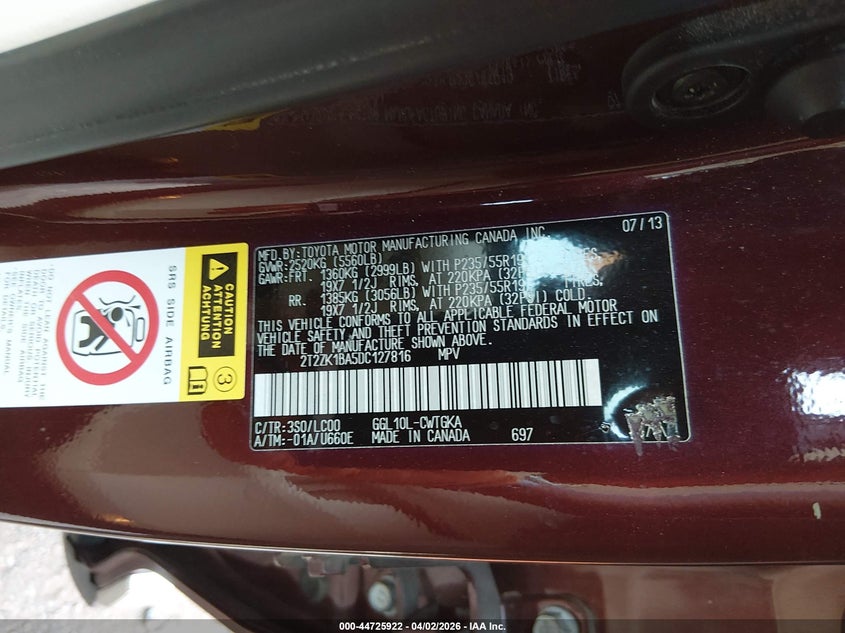 07/13
MFD. BY: TOYOTA MOTOR MANUFACTURING CANADA INC.
GVWR: 2520KG (5560LB)
GAWR: FRT. 1360KG (2999LB) WITH P235/55R19
19X7 1/2J RIMS, AT 220KPA (32
RR. 1385KG (3056LB) WITH P235/55R19 TIRES,
19X7 1/2J RIMS, AT 220KPA (32PSI) COLD.
THIS VEHICLE CONFORMS TO ALL APPLICABLE FEDERAL MOTOR
VEHICLE SAFETY AND THEFT PREVENTION STANDARDS IN EFFECT ON
THE DATE OF MANUFACTURE SHOWN ABOVE.
2T2ZK1BA5DC127816 MPV
C/TR: 3S0/LC00 GGL10L-CWTGKA
A/TM: -01A/U660E MADE IN CANADA 697
CAUTION
ATTENTION
ACHTUNG
3
SRS SIDE AIRBAG
000-44725922 - 04/02/2026 - IAA Inc.